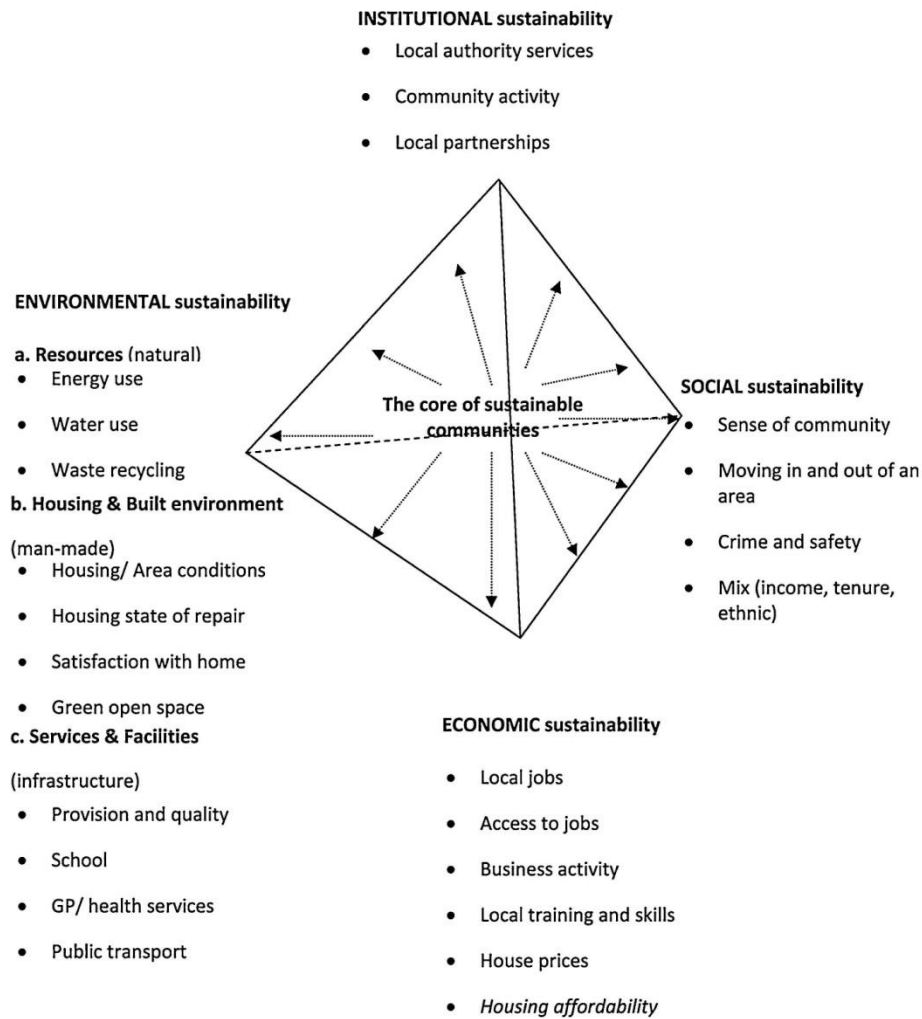 INSTITUTIONAL sustainability
• Local authority services
• Community activity
• Local partnerships
ENVIRONMENTAL sustainability
a. Resources (natural)
• Energy use
• Water use
• Waste recycling
b. Housing & Built environment
(man-made)
• Housing/ Area conditions
• Housing state of repair
• Satisfaction with home
• Green open space
c. Services & Facilities
(infrastructure)
• Provision and quality
• School
• GP/ health services
• Public transport
The core of sustainable
communities
SOCIAL sustainability
• Sense of community
• Moving in and out of an
area
• Crime and safety
• Mix (income, tenure,
ethnic)
ECONOMIC sustainability
• Local jobs
• Access to jobs
• Business activity
• Local training and skills
• House prices
• Housing affordability